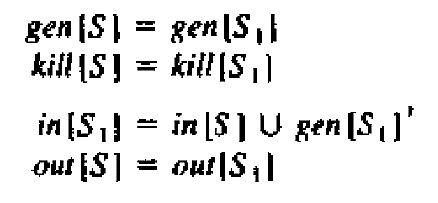 gen[S] = gen[S₁]
kill[S] = kill[S₁]
in[S₁] = in[S] ∪ gen[S₁]'
out[S] = out[S₁]